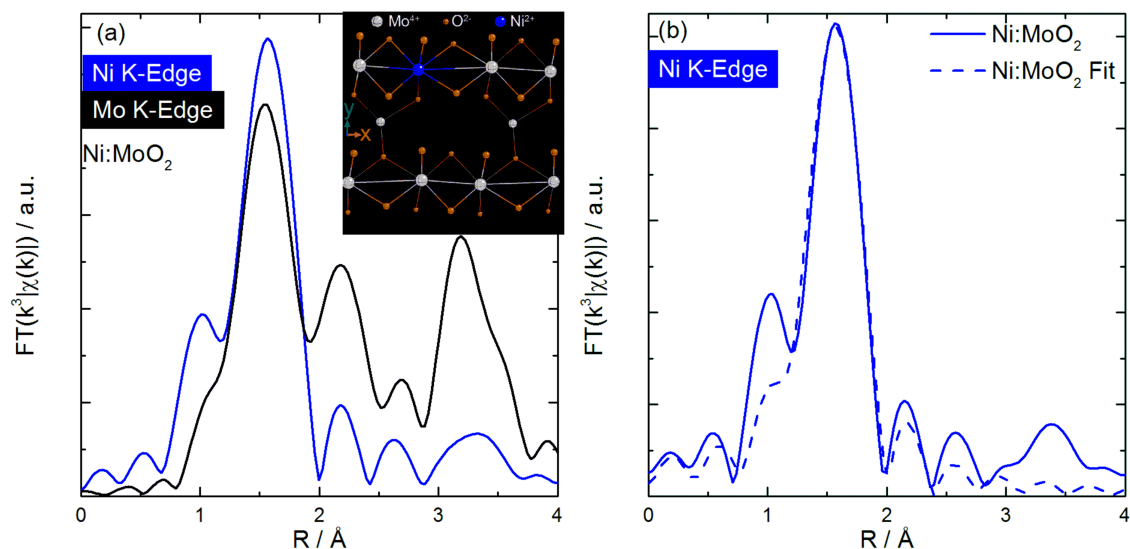 (a)
Ni K-Edge
Mo K-Edge
Ni:MoO₂
Mo⁴⁺ O²⁻ Ni²⁺
y
x
FT(k³|χ(k)|) / a.u.
0 1 2 3 4
R / Å
(b)
Ni K-Edge
Ni:MoO₂
Ni:MoO₂ Fit
FT(k³|χ(k)|) / a.u.
0 1 2 3 4
R / Å